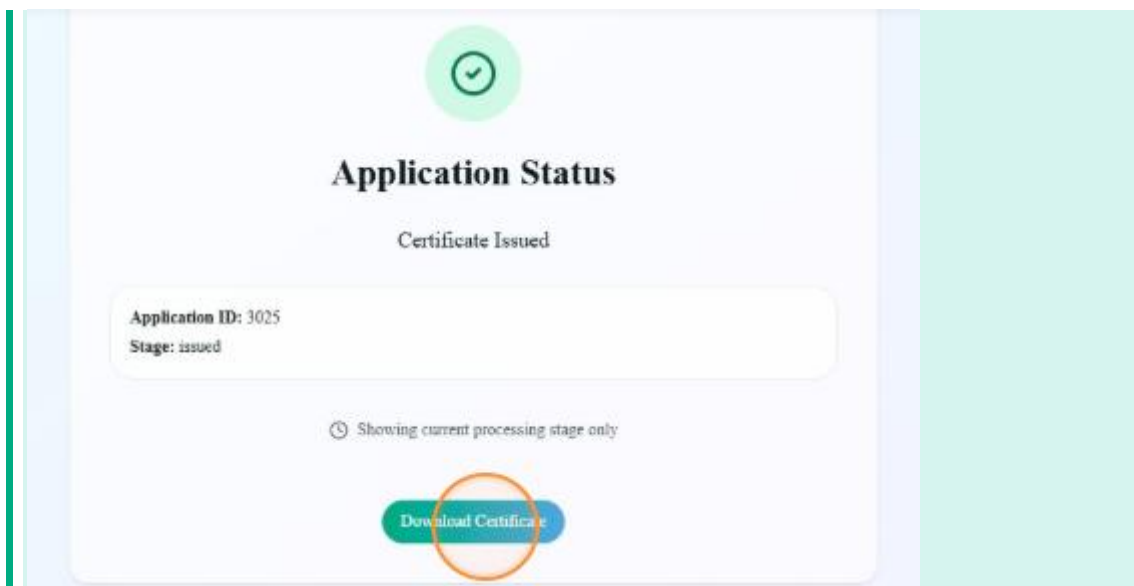 Application Status
Certificate Issued
Application ID: 3025
Stage: issued
Showing current processing stage only
Download Certificate